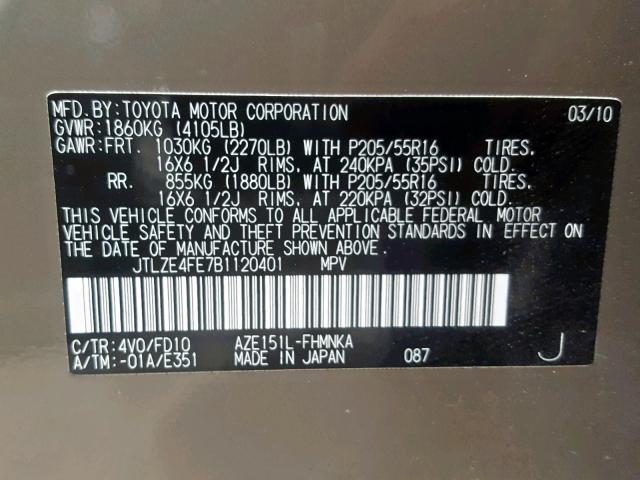 MFD.BY:TOYOTA MOTOR CORPORATION 03/10
GVWR:1860KG (4105LB)
GAWR:FRT. 1030KG (2270LB) WITH P205/55R16 TIRES.
16X6 1/2J RIMS, AT 240KPA (35PSI) COLD.
RR. 855KG (1880LB) WITH P205/55R16 TIRES.
16X6 1/2J RIMS, AT 220KPA (32PSI) COLD.
THIS VEHICLE CONFORMS TO ALL APPLICABLE FEDERAL MOTOR
VEHICLE SAFETY AND THEFT PREVENTION STANDARDS IN EFFECT ON
THE DATE OF MANUFACTURE SHOWN ABOVE.
JTLZE4FE7B1120401 MPV
C/TR:4V0/FD10 AZE151L-FHMNKA
A/TM:-01A/E351 MADE IN JAPAN 087 J